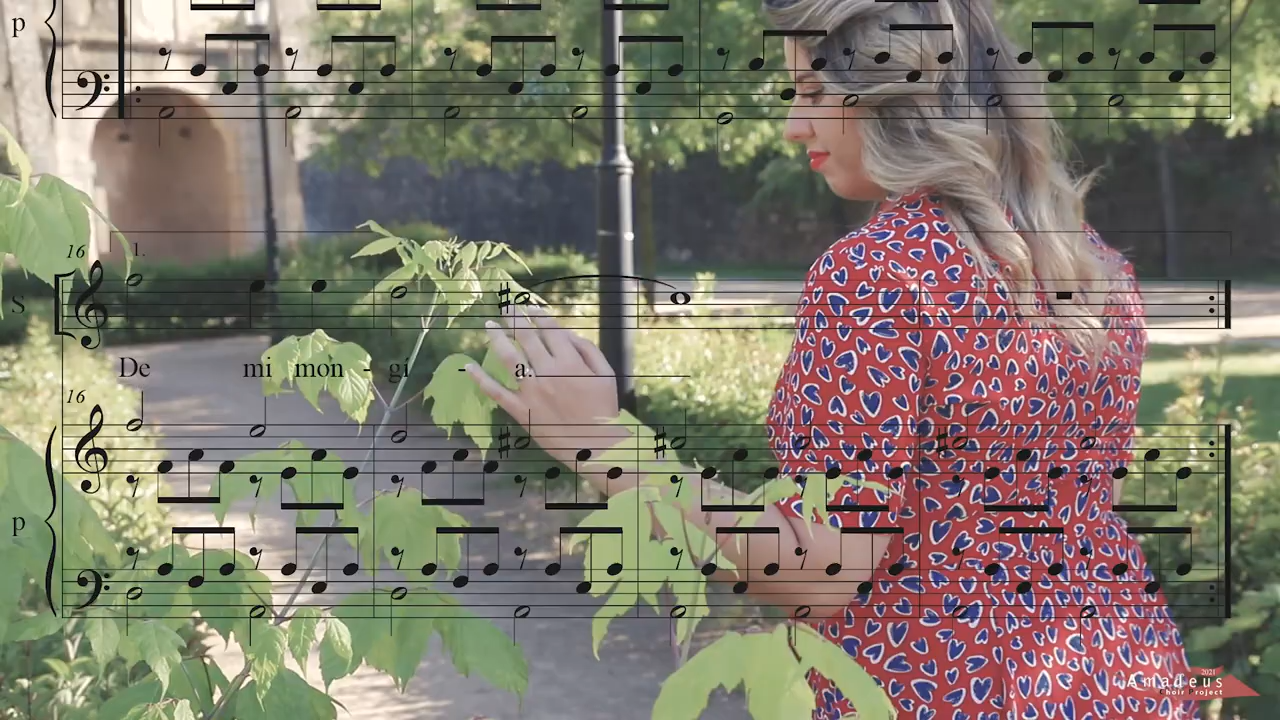 p
16
1.
S
De mi mon - gi - a.
16
p
2021
Amadeus
Choir Project